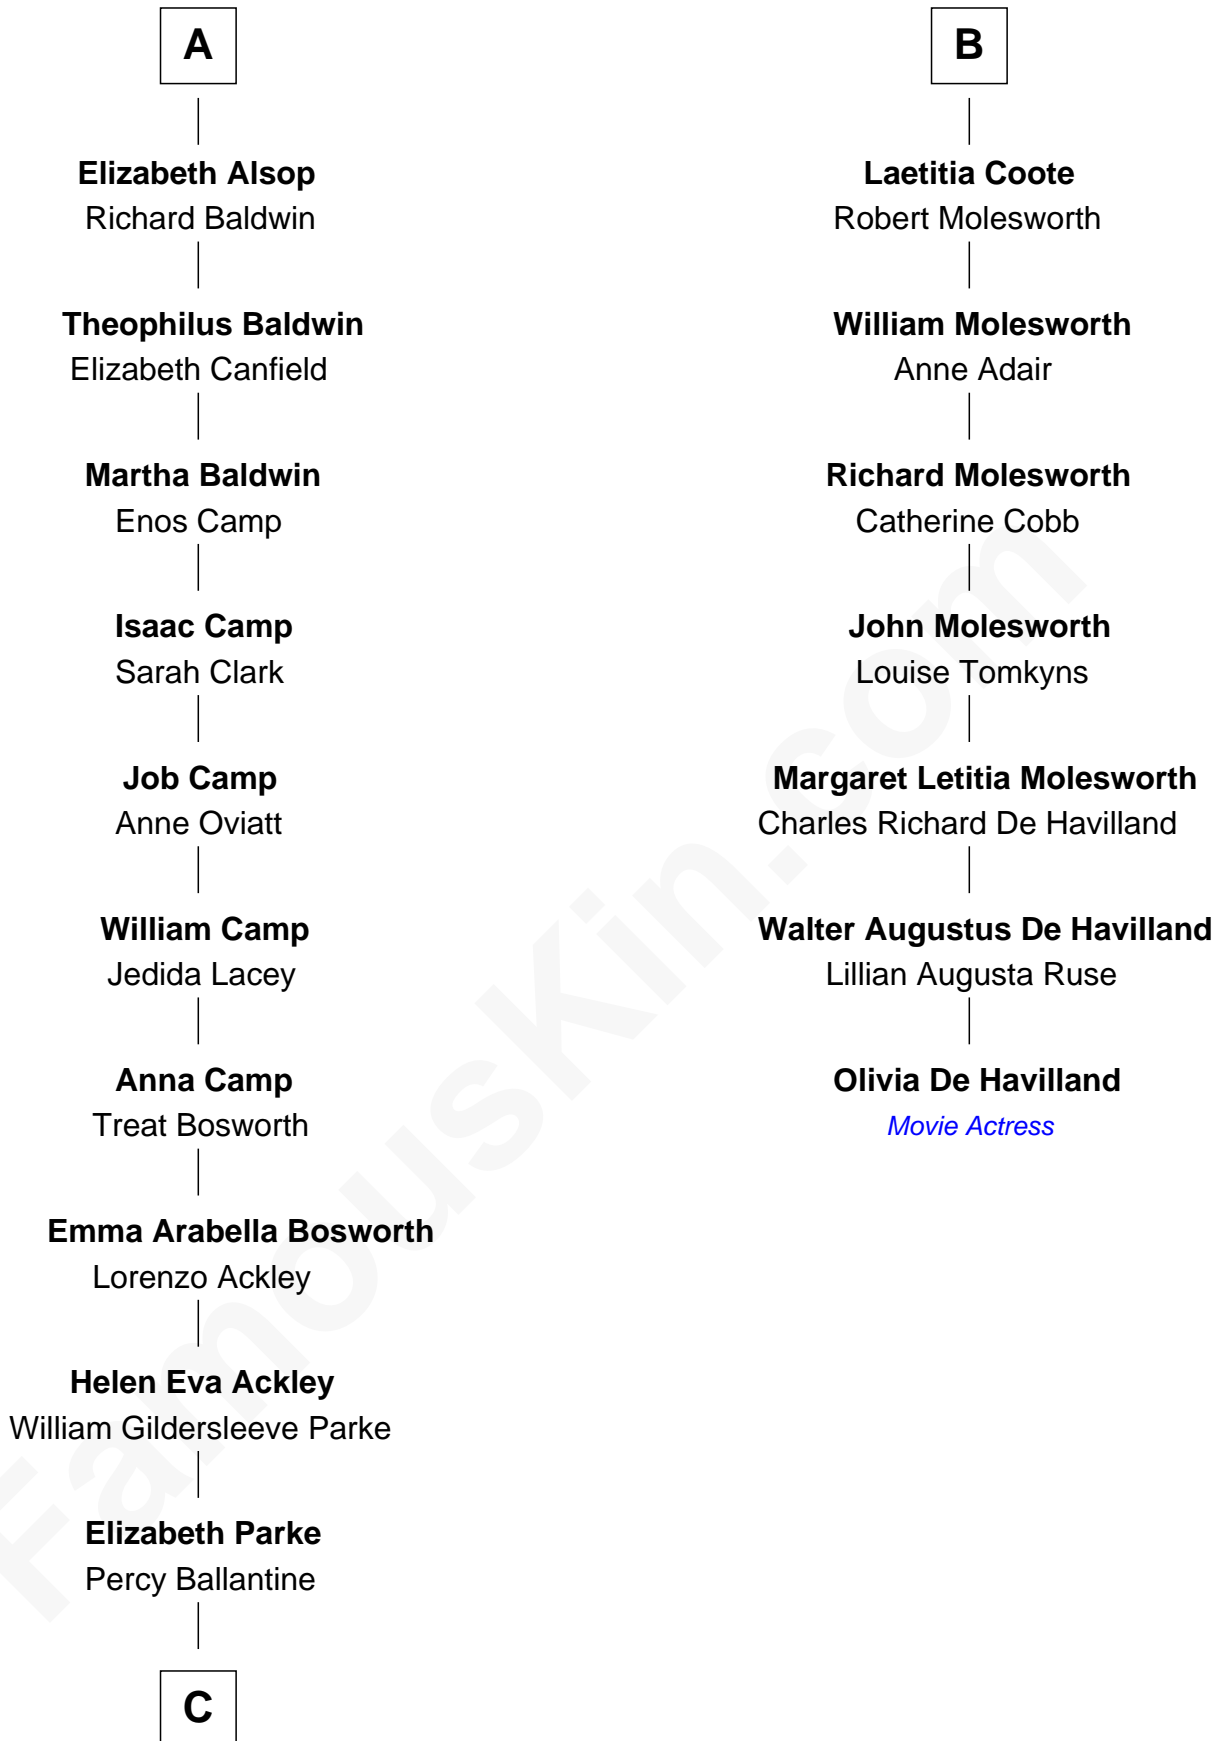 A
Elizabeth Alsop
Richard Baldwin
Theophilus Baldwin
Elizabeth Canfield
Martha Baldwin
Enos Camp
Isaac Camp
Sarah Clark
Job Camp
Anne Oviatt
William Camp
Jedida Lacey
Anna Camp
Treat Bosworth
Emma Arabella Bosworth
Lorenzo Ackley
Helen Eva Ackley
William Gildersleeve Parke
Elizabeth Parke
Percy Ballantine
C
B
Laetitia Coote
Robert Molesworth
William Molesworth
Anne Adair
Richard Molesworth
Catherine Cobb
John Molesworth
Louise Tomkyns
Margaret Letitia Molesworth
Charles Richard De Havilland
Walter Augustus De Havilland
Lillian Augusta Ruse
Olivia De Havilland
Movie Actress
FamousKin.com